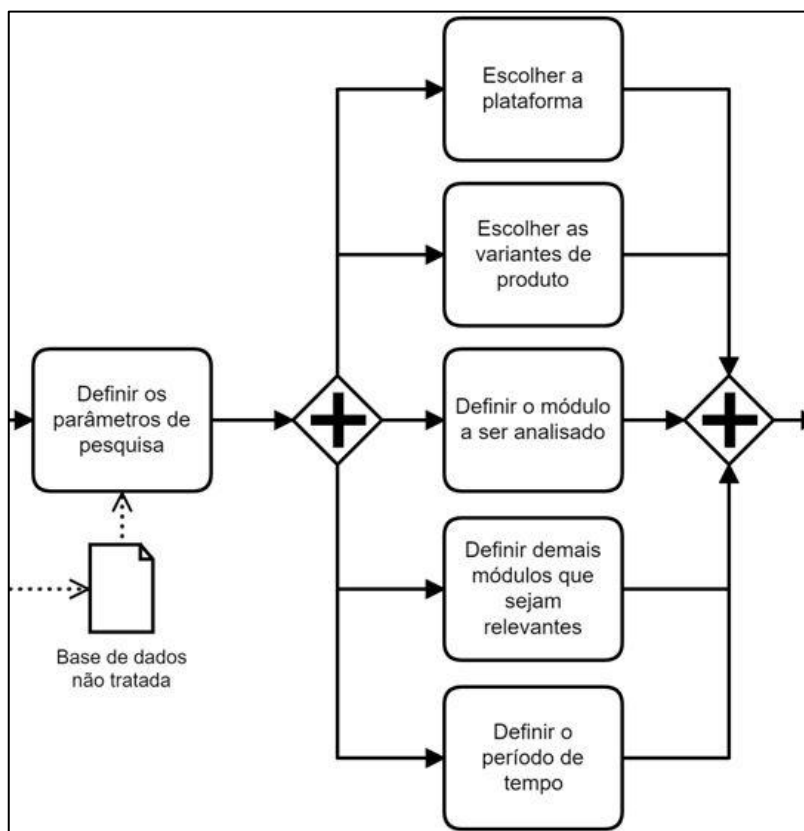 Escolher a
plataforma
Escolher as
variantes de
produto
Definir os
parâmetros de
pesquisa
Definir o módulo
a ser analisado
Definir demais
módulos que
sejam
relevantes
Base de dados
não tratada
Definir o
período de
tempo